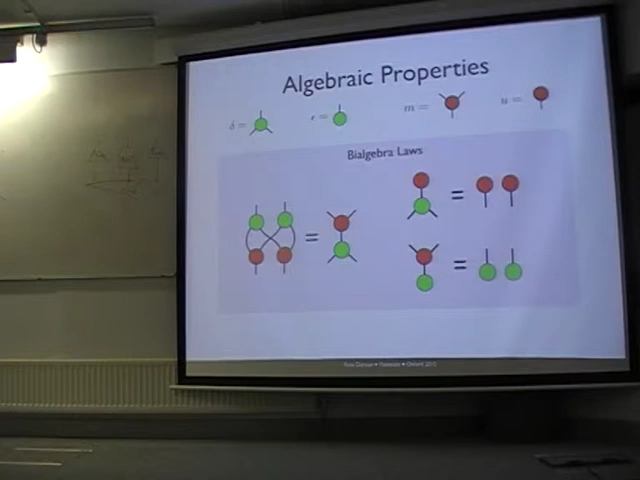 Algebraic Properties
δ =
ϵ =
m =
u =
Bialgebra Laws
=
=
=